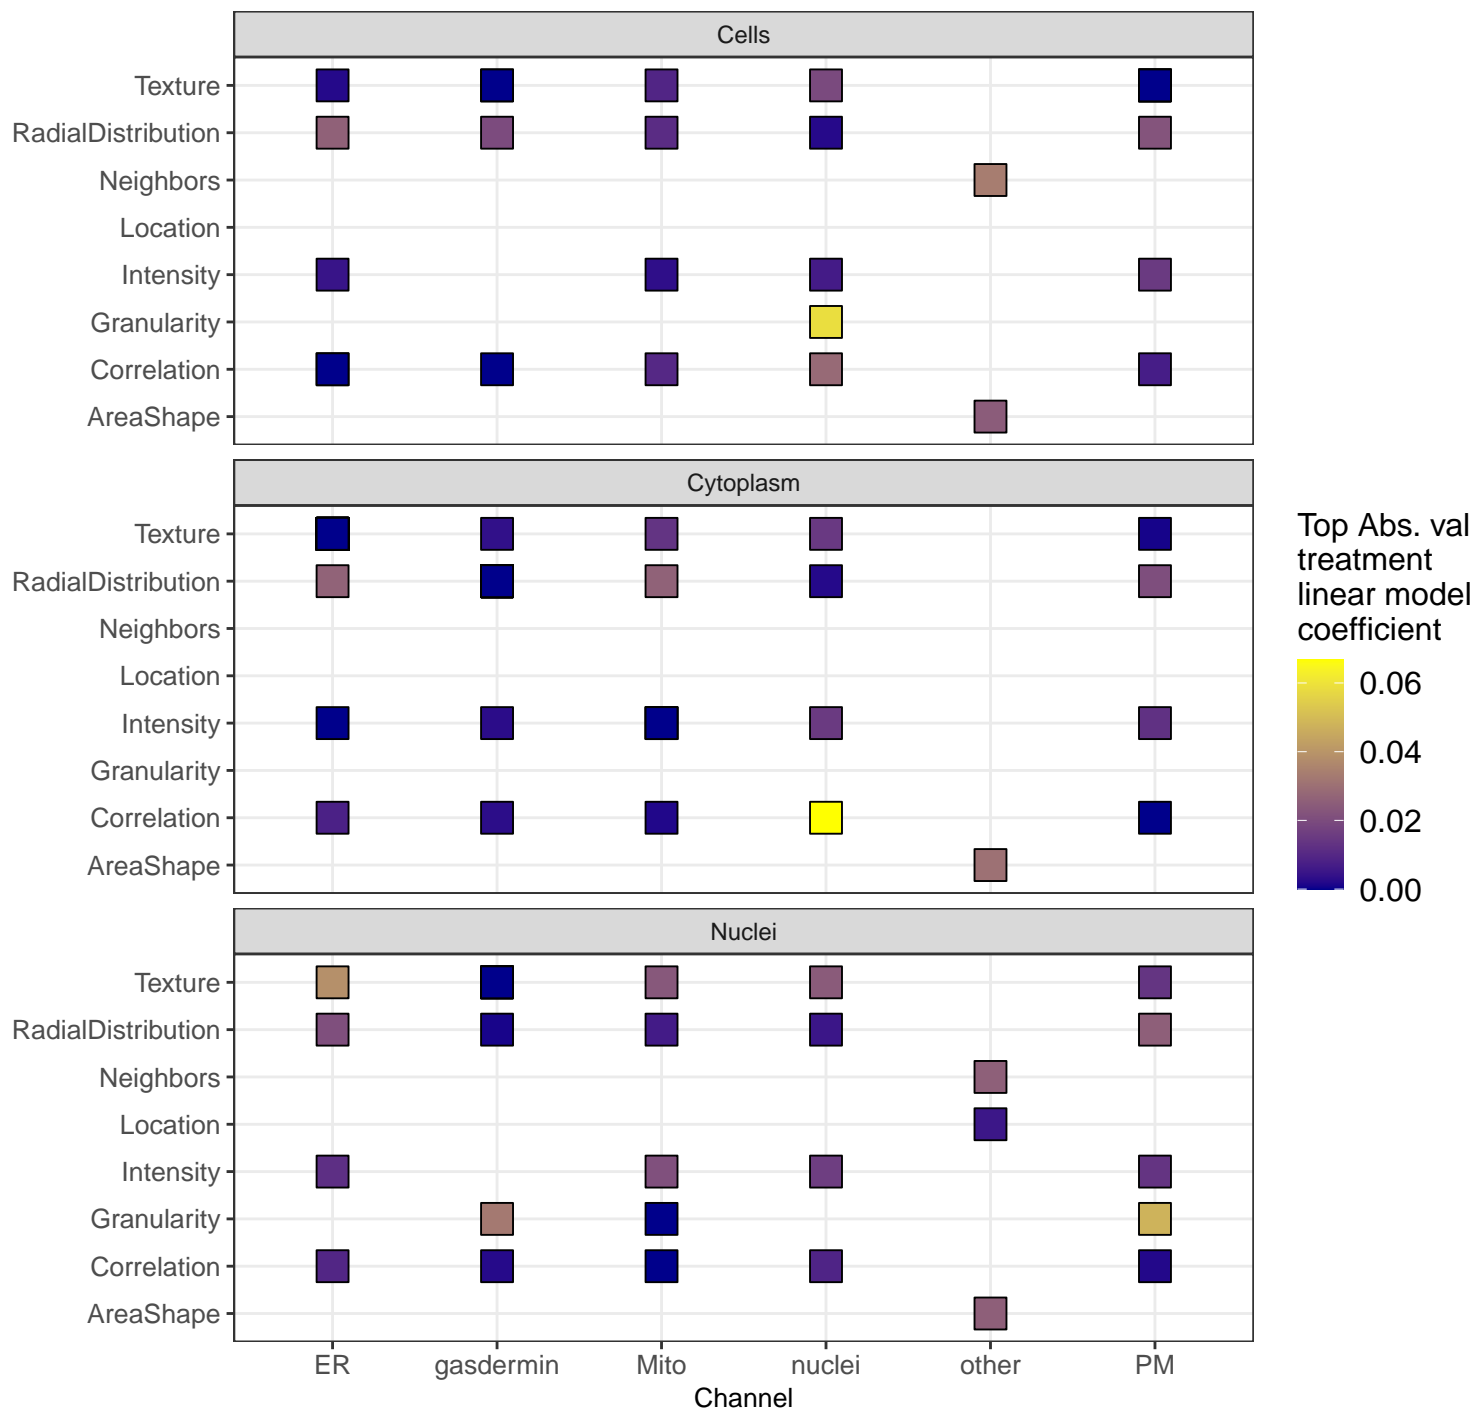 Cells
Texture
RadialDistribution
Neighbors
Location
Intensity
Granularity
Correlation
AreaShape
Cytoplasm
Texture
RadialDistribution
Neighbors
Location
Intensity
Granularity
Correlation
AreaShape
Nuclei
Texture
RadialDistribution
Neighbors
Location
Intensity
Granularity
Correlation
AreaShape
ER gasdermin Mito nuclei other PM
Channel
Top Abs. val
treatment
linear model
coefficient
0.06
0.04
0.02
0.00